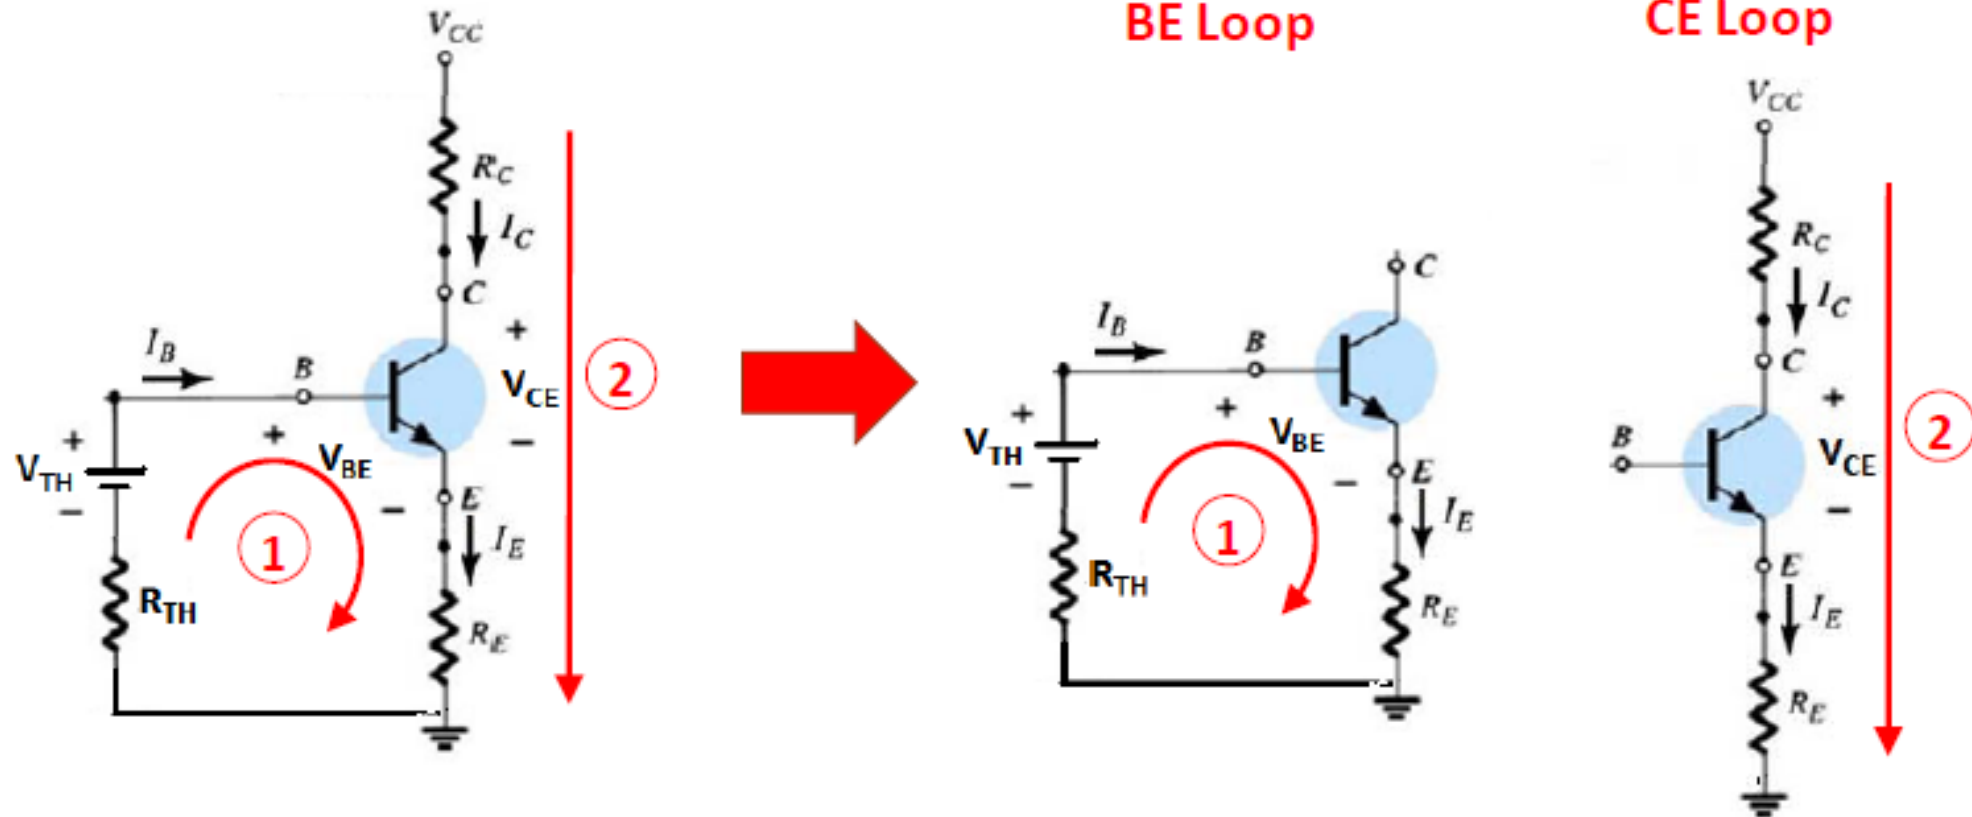 BE Loop
CE Loop
V_CC
R_C
I_C
C
+
V_CE
−
2
I_B
B
+
V_TH
−
+
V_BE
−
1
E
I_E
R_TH
R_E
C
I_B
B
+
V_TH
−
+
V_BE
−
1
E
I_E
R_TH
R_E
V_CC
R_C
I_C
C
+
V_CE
−
2
B
E
I_E
R_E